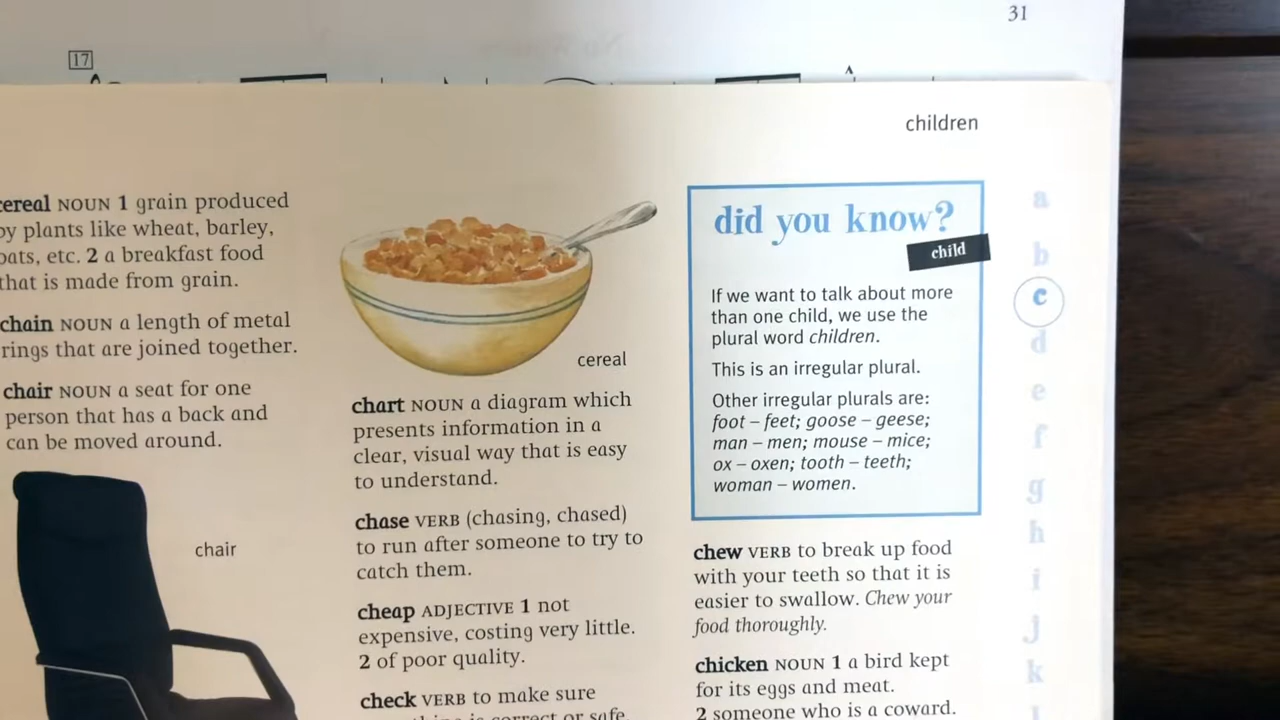 31
17
children
cereal NOUN 1 grain produced
by plants like wheat, barley,
oats, etc. 2 a breakfast food
that is made from grain.
chain NOUN a length of metal
rings that are joined together.
chair NOUN a seat for one
person that has a back and
can be moved around.
chair
cereal
chart NOUN a diagram which
presents information in a
clear, visual way that is easy
to understand.
chase VERB (chasing, chased)
to run after someone to try to
catch them.
cheap ADJECTIVE 1 not
expensive, costing very little.
2 of poor quality.
check VERB to make sure
is correct or safe.
did you know?
child
If we want to talk about more
than one child, we use the
plural word children.
This is an irregular plural.
Other irregular plurals are:
foot – feet; goose – geese;
man – men; mouse – mice;
ox – oxen; tooth – teeth;
woman – women.
chew VERB to break up food
with your teeth so that it is
easier to swallow. Chew your
food thoroughly.
chicken NOUN 1 a bird kept
for its eggs and meat.
2 someone who is a coward.
a
b
c
d
e
f
g
h
i
j
k
l